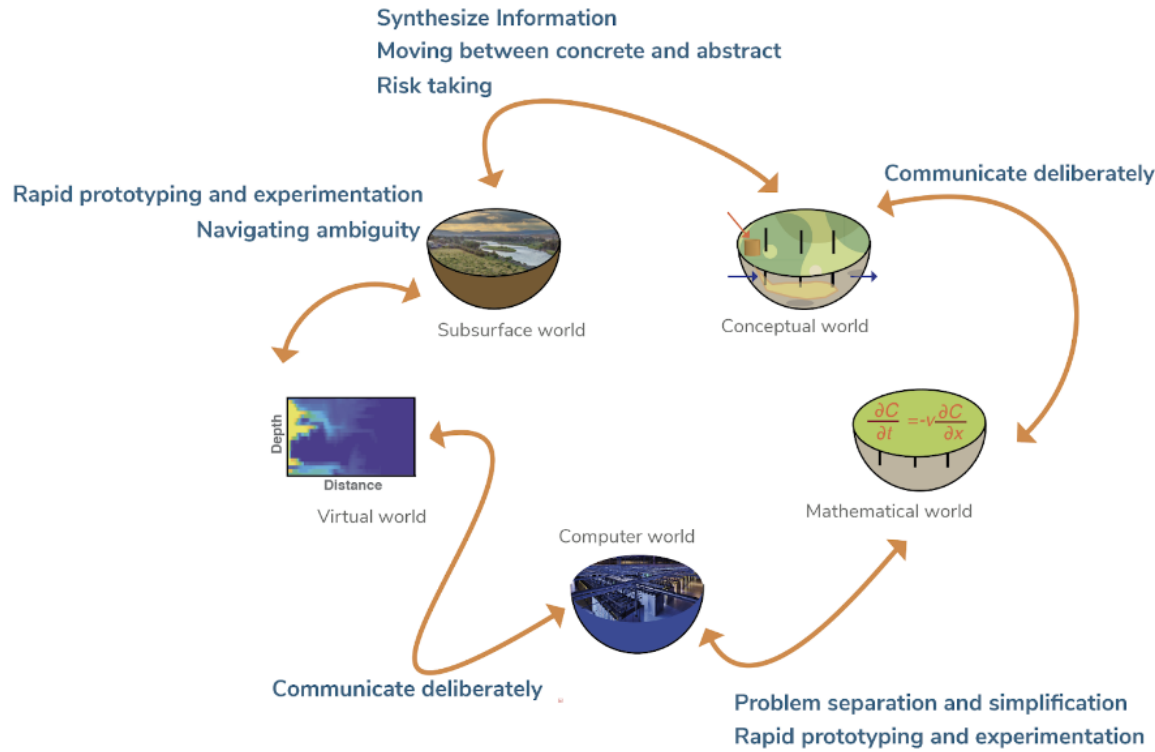 Synthesize Information
Moving between concrete and abstract
Risk taking
Communicate deliberately
Rapid prototyping and experimentation
Navigating ambiguity
Subsurface world
Conceptual world
Depth
Distance
Virtual world
∂C/∂t =-v∂C/∂x
Mathematical world
Computer world
Communicate deliberately
Problem separation and simplification
Rapid prototyping and experimentation